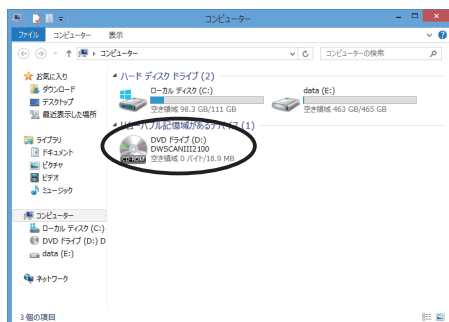 コンピューター
ファイル コンピューター 表示
コンピューター コンピューターの検索
お気に入り
ダウンロード
デスクトップ
最近表示した場所
ライブラリ
ドキュメント
ピクチャ
ビデオ
ミュージック
コンピューター
ローカル ディスク (C:)
DVD ドライブ (D:) D
data (E:)
ネットワーク
ハード ディスク ドライブ (2)
ローカル ディスク (C:)
空き領域 98.3 GB/111 GB
data (E:)
空き領域 463 GB/465 GB
リムーバブル記憶域があるデバイス (1)
DVD ドライブ (D:)
DWSCANIII2100
空き領域 0 バイト/18.9 MB
CD-ROM
3 個の項目